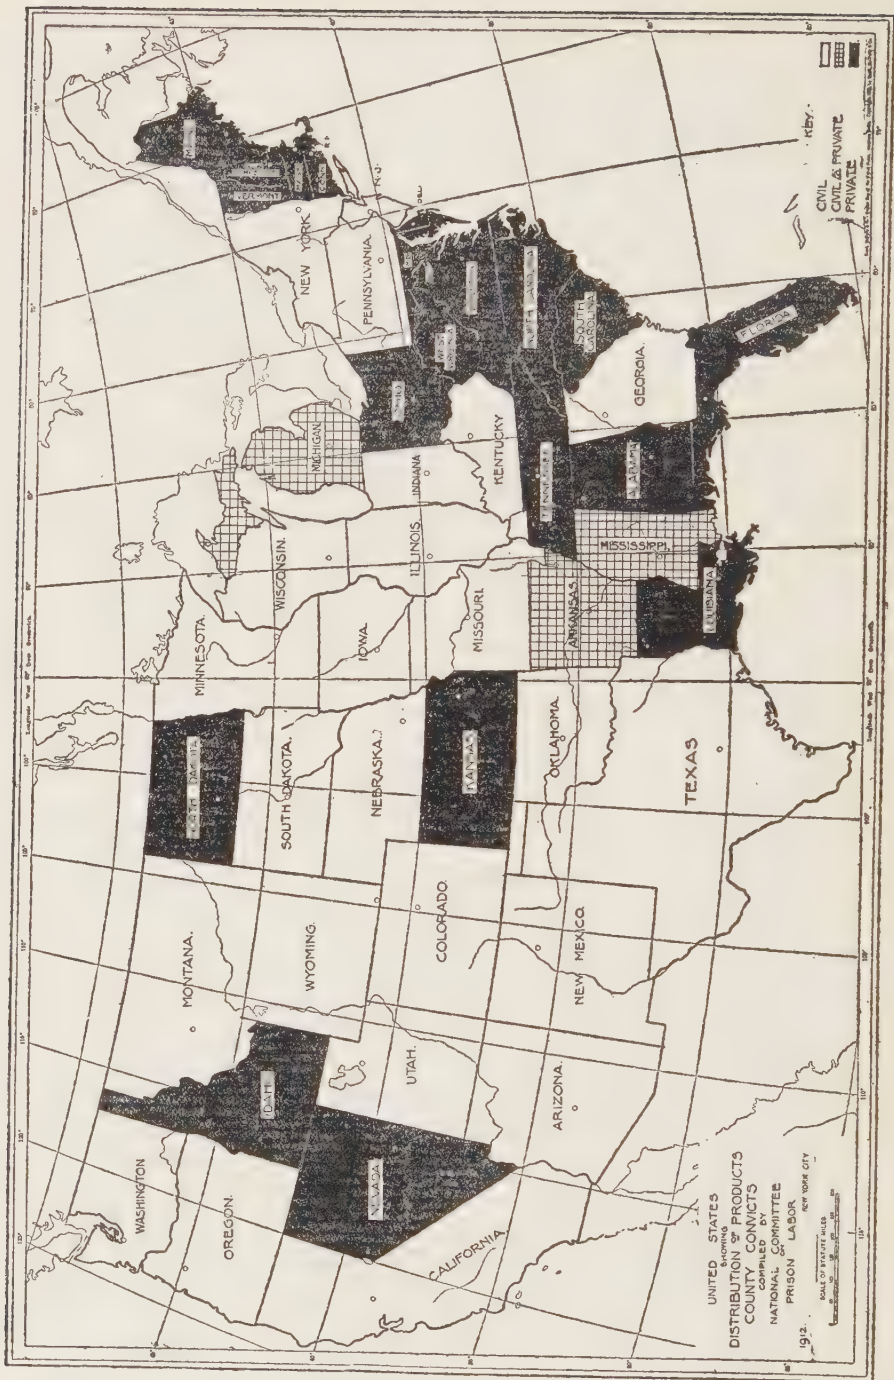 WASHINGTON
OREGON.
CALIFORNIA
NEVADA
MONTANA.
WYOMING.
UTAH.
ARIZONA.
COLORADO.
NEW MEXICO.
NORTH DAKOTA
SOUTH DAKOTA.
NEBRASKA.
KANSAS
OKLAHOMA.
TEXAS
MINNESOTA.
IOWA.
MISSOURI.
ARKANSAS.
LOUISIANA
WISCONSIN.
ILLINOIS.
MICHIGAN.
INDIANA
KENTUCKY
TENNESSEE
MISSISSIPPI.
ALABAMA
GEORGIA.
FLORIDA
SOUTH CAROLINA
NORTH CAROLINA
WEST VIRGINIA
OHIO
PENNSYLVANIA.
NEW YORK.
N.J.
VERMONT
MASS
CONN
R.I.
UNITED STATES
SHOWING
DISTRIBUTION OF PRODUCTS
COUNTY CONVICTS
COMPILED BY
NATIONAL COMMITTEE
ON
PRISON LABOR
1912.
NEW YORK CITY
SCALE OF STATUTE MILES
KEY.
CIVIL
CIVIL & PRIVATE
PRIVATE